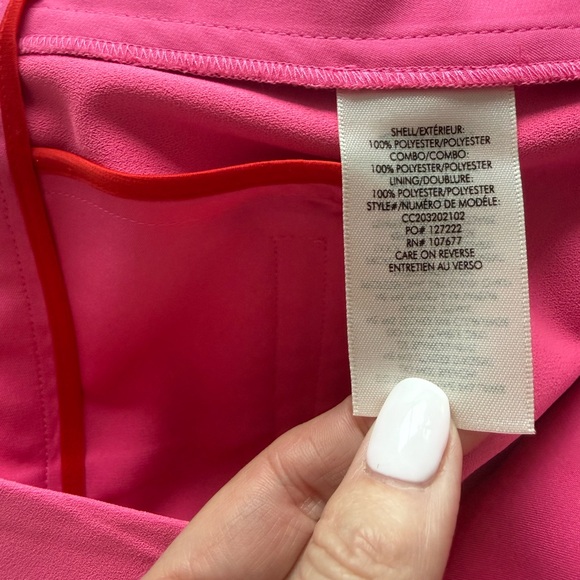 SHELL/EXTÉRIEUR:
100% POLYESTER/POLYESTER
COMBO/COMBO:
100% POLYESTER/POLYESTER
LINING/DOUBLURE:
100% POLYESTER/POLYESTER
STYLE#/NUMÉRO DE MODÈLE:
CC203202102
PO# 127222
RN# 107677
CARE ON REVERSE
ENTRETIEN AU VERSO